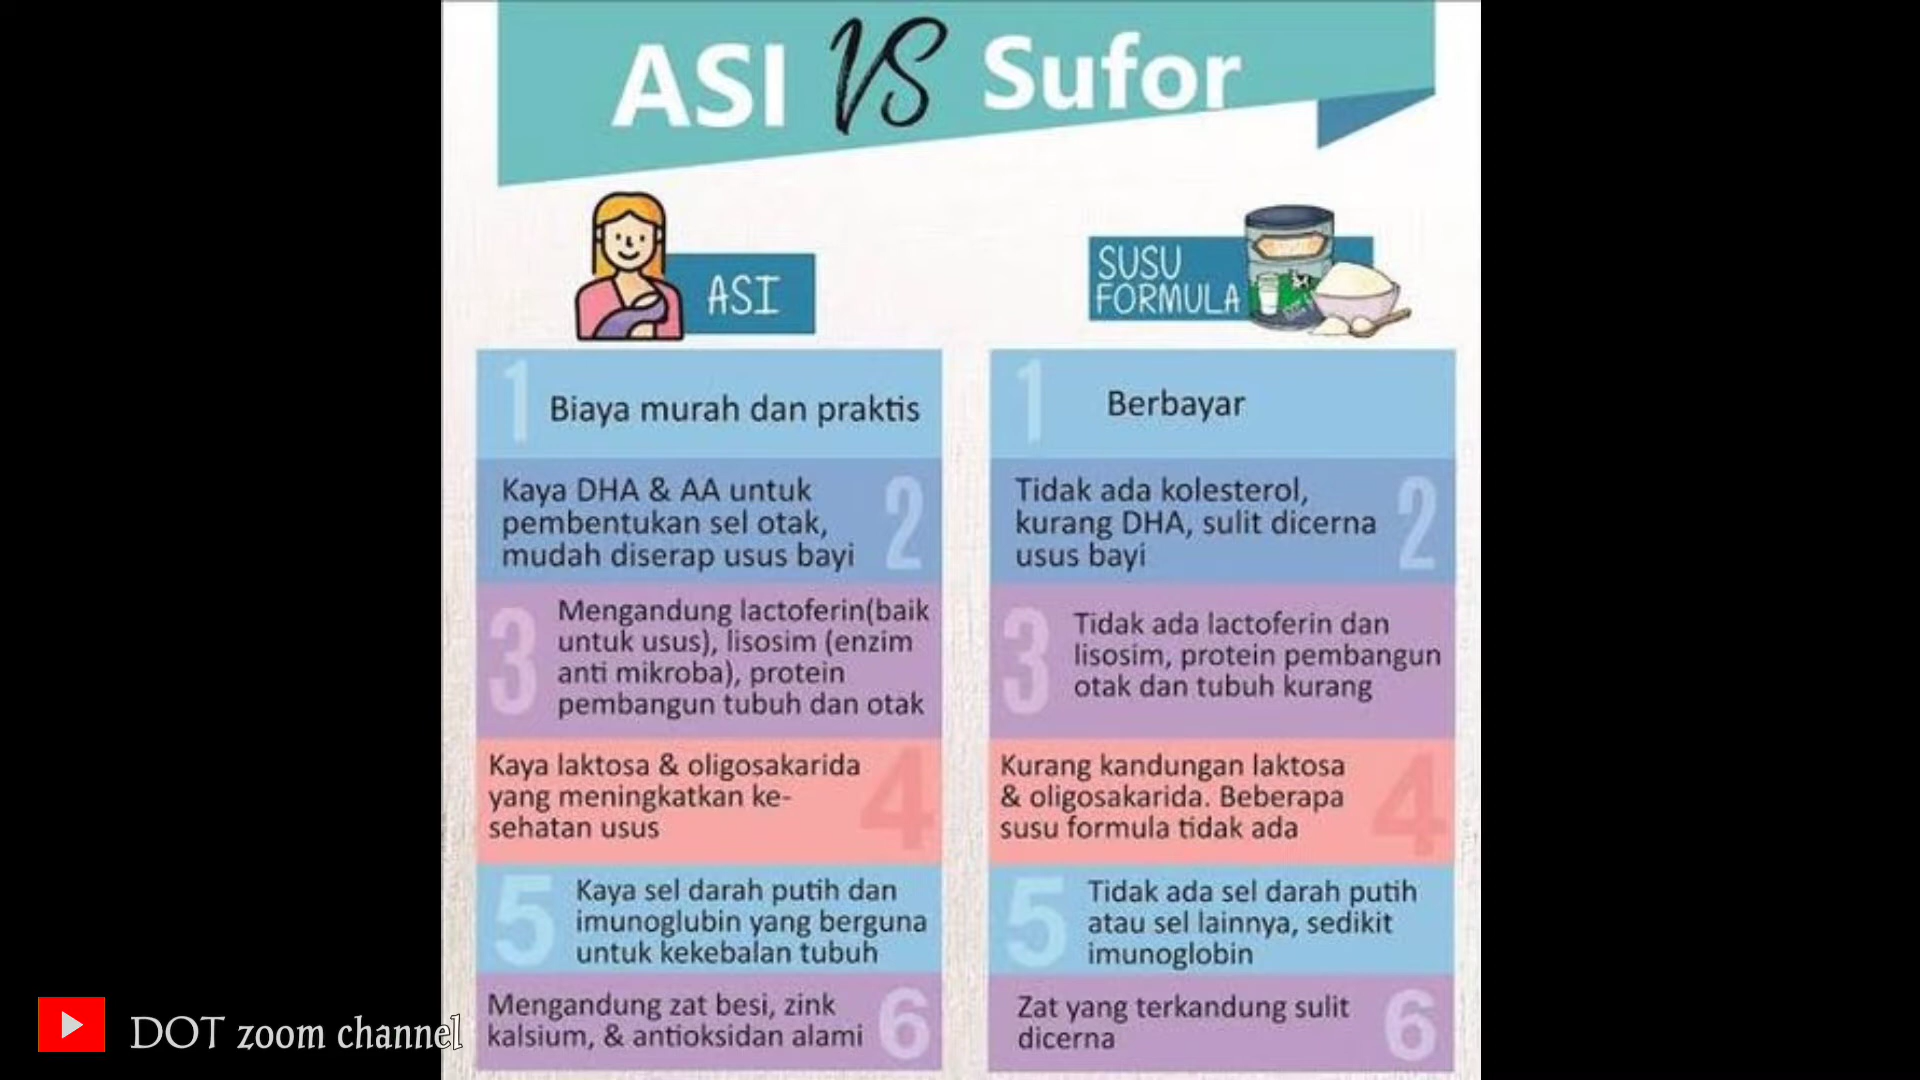 ASI VS Sufor
ASI
1
Biaya murah dan praktis
Kaya DHA & AA untuk
pembentukan sel otak,
mudah diserap usus bayi
2
3
Mengandung lactoferin(baik
untuk usus), lisosim (enzim
anti mikroba), protein
pembangun tubuh dan otak
Kaya laktosa & oligosakarida
yang meningkatkan ke-
sehatan usus
4
5
Kaya sel darah putih dan
imunoglubin yang berguna
untuk kekebalan tubuh
Mengandung zat besi, zink
kalsium, & antioksidan alami
6
SUSU
FORMULA
1
Berbayar
Tidak ada kolesterol,
kurang DHA, sulit dicerna
usus bayi
2
3
Tidak ada lactoferin dan
lisosim, protein pembangun
otak dan tubuh kurang
Kurang kandungan laktosa
& oligosakarida. Beberapa
susu formula tidak ada
4
5
Tidak ada sel darah putih
atau sel lainnya, sedikit
imunoglobin
Zat yang terkandung sulit
dicerna
6
DOT zoom channel